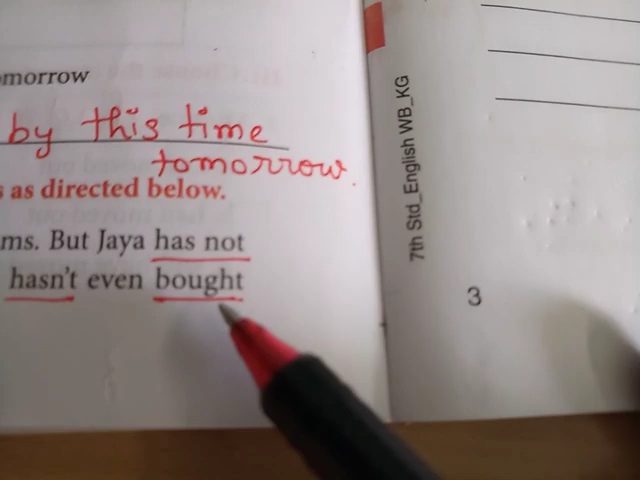 omorrow
by this time
tomorrow.
s as directed below.
ms. But Jaya has not
hasn't even bought
7th Std_English WB_KG
3